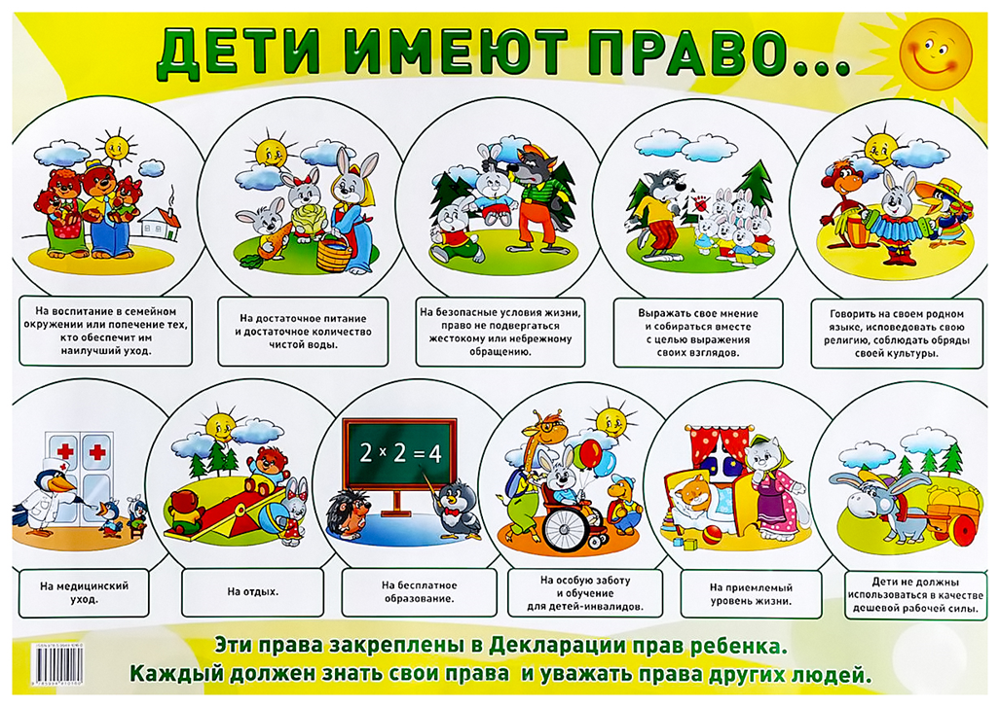 ДЕТИ ИМЕЮТ ПРАВО...
На воспитание в семейном
окружении или попечение тех,
кто обеспечит им
наилучший уход.
На достаточное питание
и достаточное количество
чистой воды.
На безопасные условия жизни,
право не подвергаться
жестокому или небрежному
обращению.
Выражать свое мнение
и собираться вместе
с целью выражения
своих взглядов.
Говорить на своем родном
языке, исповедовать свою
религию, соблюдать обряды
своей культуры.
2 × 2 = 4
На медицинский
уход.
На отдых.
На бесплатное
образование.
На особую заботу
и обучение
для детей-инвалидов.
На приемлемый
уровень жизни.
Дети не должны
использоваться в качестве
дешевой рабочей силы.
Эти права закреплены в Декларации прав ребенка.
Каждый должен знать свои права и уважать права других людей.